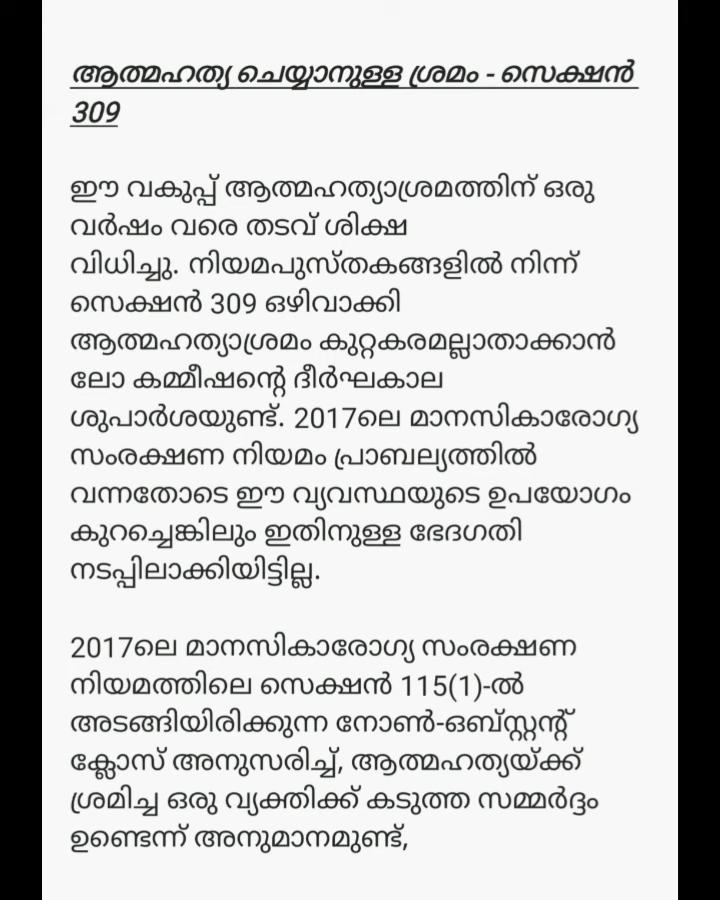 ആത്മഹത്യ ചെയ്യാനുള്ള ശ്രമം - സെക്ഷൻ
309
ഈ വകുപ്പ് ആത്മഹത്യാശ്രമത്തിന് ഒരു
വർഷം വരെ തടവ് ശിക്ഷ
വിധിച്ചു. നിയമപുസ്തകങ്ങളിൽ നിന്ന്
സെക്ഷൻ 309 ഒഴിവാക്കി
ആത്മഹത്യാശ്രമം കുറ്റകരമല്ലാതാക്കാൻ
ലോ കമ്മീഷന്റെ ദീർഘകാല
ശുപാർശയുണ്ട്. 2017ലെ മാനസികാരോഗ്യ
സംരക്ഷണ നിയമം പ്രാബല്യത്തിൽ
വന്നതോടെ ഈ വ്യവസ്ഥയുടെ ഉപയോഗം
കുറച്ചെങ്കിലും ഇതിനുള്ള ഭേദഗതി
നടപ്പിലാക്കിയിട്ടില്ല.
2017ലെ മാനസികാരോഗ്യ സംരക്ഷണ
നിയമത്തിലെ സെക്ഷൻ 115(1)-ൽ
അടങ്ങിയിരിക്കുന്ന നോൺ-ഒബ്സ്റ്റന്റ്
ക്ലോസ് അനുസരിച്ച്, ആത്മഹത്യയ്ക്ക്
ശ്രമിച്ച ഒരു വ്യക്തിക്ക് കടുത്ത സമ്മർദ്ദം
ഉണ്ടെന്ന് അനുമാനമുണ്ട്,